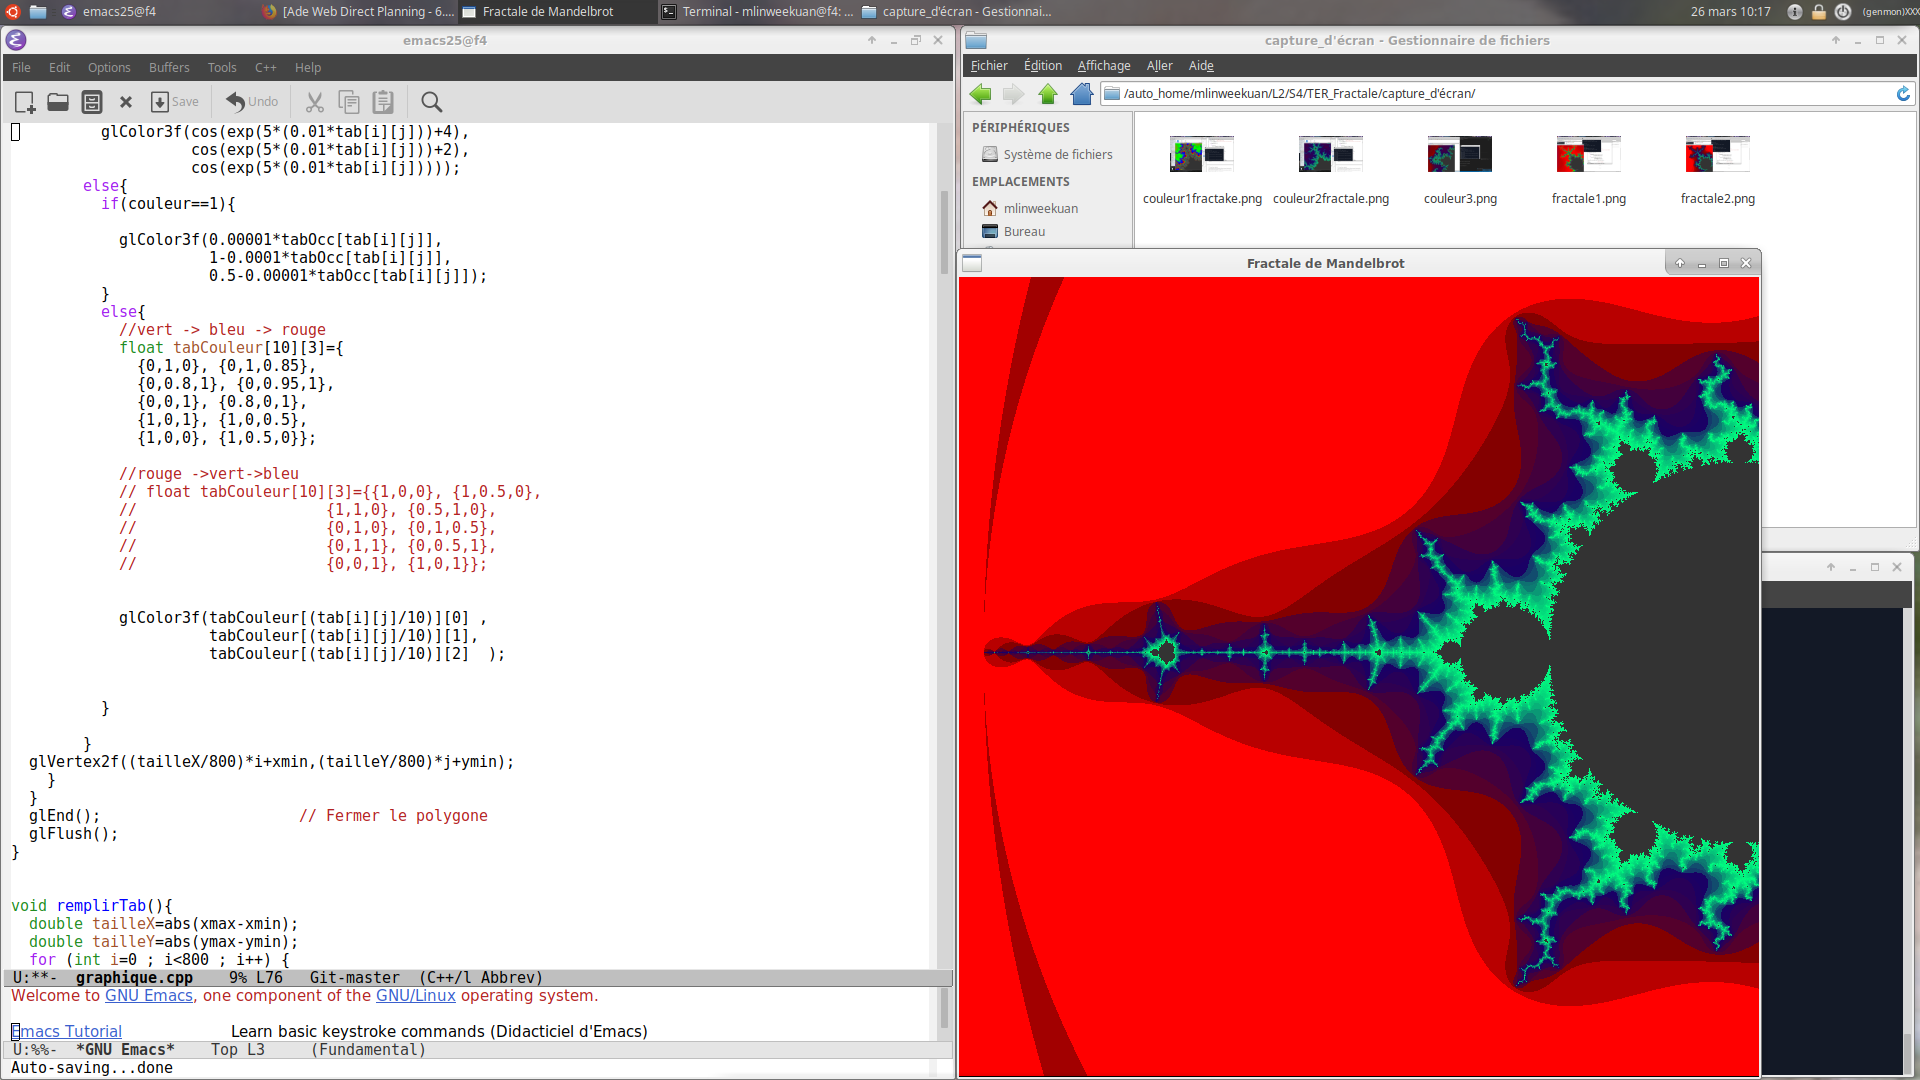 emacs25@f4
[Ade Web Direct Planning - 6....
Fractale de Mandelbrot
Terminal - mlinweekuan@f4: ...
capture_d'écran - Gestionnai...
26 mars 10:17
(genmon)XXX
emacs25@f4
File Edit Options Buffers Tools C++ Help
Save
Undo
glColor3f(cos(exp(5*(0.01*tab[i][j]))+4),
cos(exp(5*(0.01*tab[i][j]))+2),
cos(exp(5*(0.01*tab[i][j]))));
else{
if(couleur==1){
glColor3f(0.00001*tabOcc[tab[i][j]],
1-0.0001*tabOcc[tab[i][j]],
0.5-0.00001*tabOcc[tab[i][j]]);
}
else{
//vert -> bleu -> rouge
float tabCouleur[10][3]={
{0,1,0}, {0,1,0.85},
{0,0.8,1}, {0,0.95,1},
{0,0,1}, {0.8,0,1},
{1,0,1}, {1,0,0.5},
{1,0,0}, {1,0.5,0}};
//rouge ->vert->bleu
// float tabCouleur[10][3]={{1,0,0}, {1,0.5,0},
// {1,1,0}, {0.5,1,0},
// {0,1,0}, {0,1,0.5},
// {0,1,1}, {0,0.5,1},
// {0,0,1}, {1,0,1}};
glColor3f(tabCouleur[(tab[i][j]/10)][0] ,
tabCouleur[(tab[i][j]/10)][1],
tabCouleur[(tab[i][j]/10)][2] );
}
}
glVertex2f((tailleX/800)*i+xmin,(tailleY/800)*j+ymin);
}
}
glEnd(); // Fermer le polygone
glFlush();
}
void remplirTab(){
double tailleX=abs(xmax-xmin);
double tailleY=abs(ymax-ymin);
for (int i=0 ; i<800 ; i++) {
U:**- graphique.cpp 9% L76 Git-master (C++/l Abbrev)
Welcome to GNU Emacs, one component of the GNU/Linux operating system.
Emacs Tutorial Learn basic keystroke commands (Didacticiel d'Emacs)
U:%%- *GNU Emacs* Top L3 (Fundamental)
Auto-saving...done
capture_d'écran - Gestionnaire de fichiers
Fichier Édition Affichage Aller Aide
/auto_home/mlinweekuan/L2/S4/TER_Fractale/capture_d'écran/
PÉRIPHÉRIQUES
Système de fichiers
EMPLACEMENTS
mlinweekuan
Bureau
couleur1fractake.png
couleur2fractale.png
couleur3.png
fractale1.png
fractale2.png
Fractale de Mandelbrot